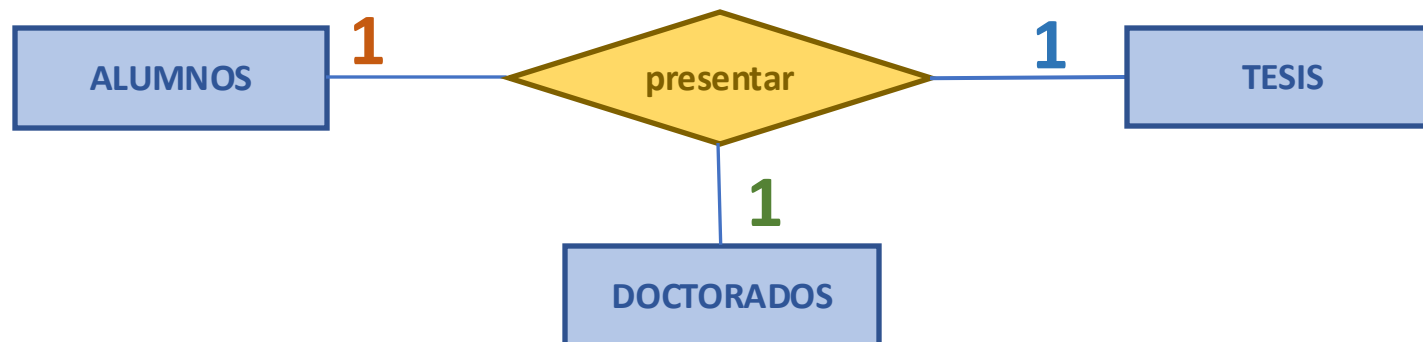 ALUMNOS
1
presentar
1
TESIS
1
DOCTORADOS